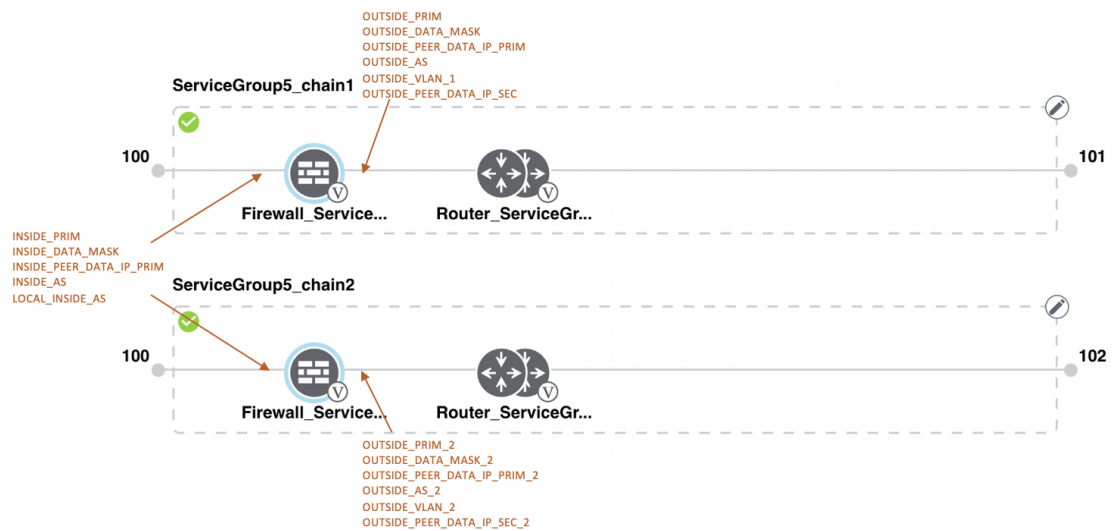 OUTSIDE_PRIM
OUTSIDE_DATA_MASK
OUTSIDE_PEER_DATA_IP_PRIM
OUTSIDE_AS
OUTSIDE_VLAN_1
OUTSIDE_PEER_DATA_IP_SEC
ServiceGroup5_chain1
100
101
V
V
Firewall_Service...
Router_ServiceGr...
INSIDE_PRIM
INSIDE_DATA_MASK
INSIDE_PEER_DATA_IP_PRIM
INSIDE_AS
LOCAL_INSIDE_AS
ServiceGroup5_chain2
100
102
V
V
Firewall_Service...
Router_ServiceGr...
OUTSIDE_PRIM_2
OUTSIDE_DATA_MASK_2
OUTSIDE_PEER_DATA_IP_PRIM_2
OUTSIDE_AS_2
OUTSIDE_VLAN_2
OUTSIDE_PEER_DATA_IP_SEC_2